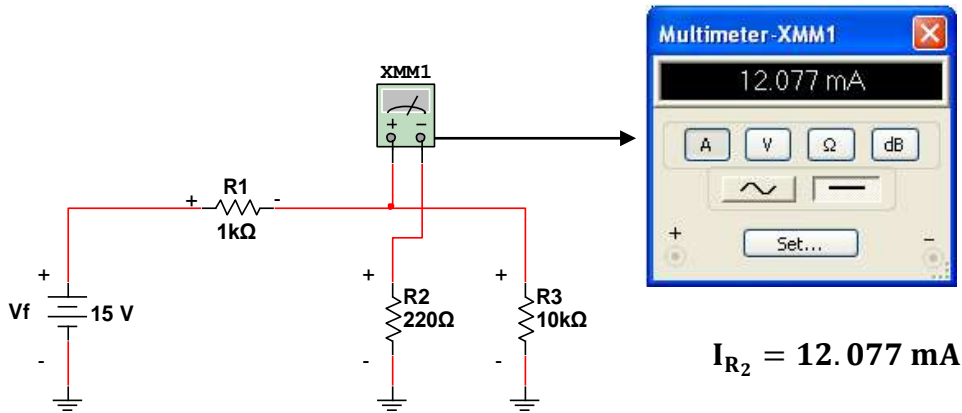 Multimeter-XMM1
12.077 mA
A V Ω dB
+ Set... -
XMM1
+ -
+ R1 -
1kΩ
+ + +
Vf 15 V
R2
220Ω
R3
10kΩ
- - -
I_R₂ = 12.077 mA